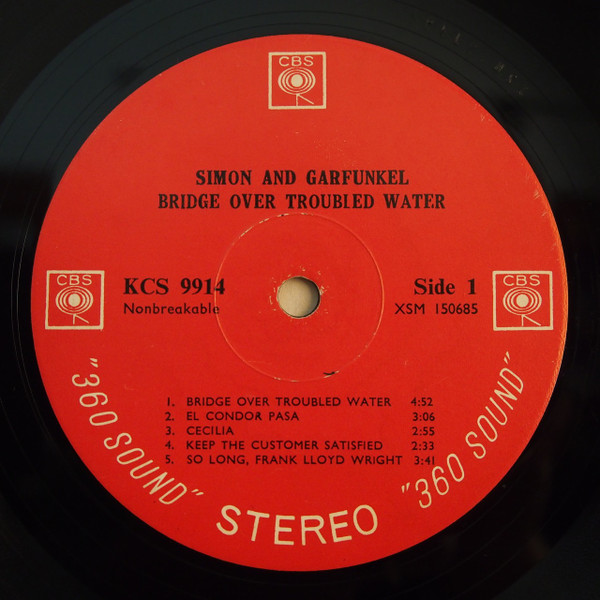 CBS
SIMON AND GARFUNKEL
BRIDGE OVER TROUBLED WATER
CBS
CBS
KCS 9914
Side 1
Nonbreakable
XSM 150685
1. BRIDGE OVER TROUBLED WATER 4:52
2. EL CONDOR PASA 3:06
3. CECILIA 2:55
4. KEEP THE CUSTOMER SATISFIED 2:33
5. SO LONG, FRANK LLOYD WRIGHT 3:41
"360 SOUND"
STEREO
"360 SOUND"